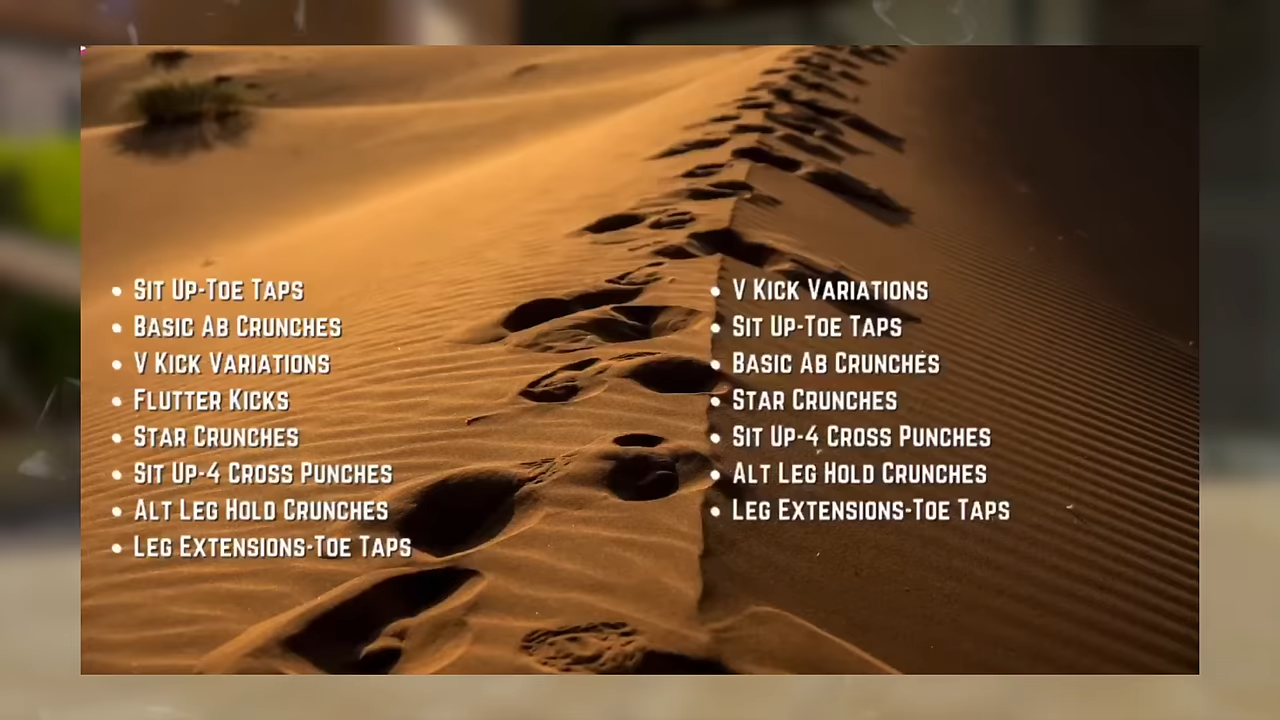 Sit Up-Toe Taps
Basic Ab Crunches
V Kick Variations
Flutter Kicks
Star Crunches
Sit Up-4 Cross Punches
Alt Leg Hold Crunches
Leg Extensions-Toe Taps
V Kick Variations
Sit Up-Toe Taps
Basic Ab Crunches
Star Crunches
Sit Up-4 Cross Punches
Alt Leg Hold Crunches
Leg Extensions-Toe Taps